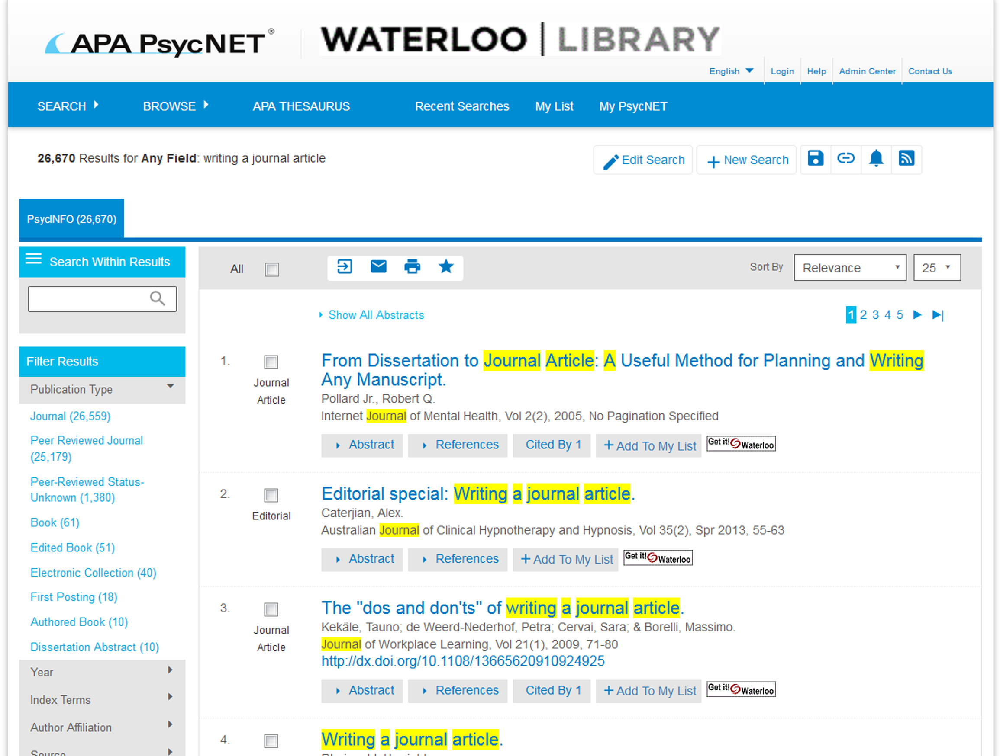 APA PsycNET®
WATERLOO | LIBRARY
English Login Help Admin Center Contact Us
SEARCH BROWSE APA THESAURUS Recent Searches My List My PsycNET
26,670 Results for Any Field: writing a journal article
Edit Search + New Search
PsycINFO (26,670)
Search Within Results
Filter Results
Publication Type
Journal (26,559)
Peer Reviewed Journal
(25,179)
Peer-Reviewed Status-
Unknown (1,380)
Book (61)
Edited Book (51)
Electronic Collection (40)
First Posting (18)
Authored Book (10)
Dissertation Abstract (10)
Year
Index Terms
Author Affiliation
Source
All
Sort By Relevance 25
Show All Abstracts
1 2 3 4 5
1.
Journal
Article
From Dissertation to Journal Article: A Useful Method for Planning and Writing
Any Manuscript.
Pollard Jr., Robert Q.
Internet Journal of Mental Health, Vol 2(2), 2005, No Pagination Specified
Abstract References Cited By 1 + Add To My List Get it! Waterloo
2.
Editorial
Editorial special: Writing a journal article.
Caterjian, Alex.
Australian Journal of Clinical Hypnotherapy and Hypnosis, Vol 35(2), Spr 2013, 55-63
Abstract References + Add To My List Get it! Waterloo
3.
Journal
Article
The "dos and don'ts" of writing a journal article.
Kekäle, Tauno; de Weerd-Nederhof, Petra; Cervai, Sara; & Borelli, Massimo.
Journal of Workplace Learning, Vol 21(1), 2009, 71-80
http://dx.doi.org/10.1108/13665620910924925
Abstract References Cited By 1 + Add To My List Get it! Waterloo
4.
Writing a journal article.